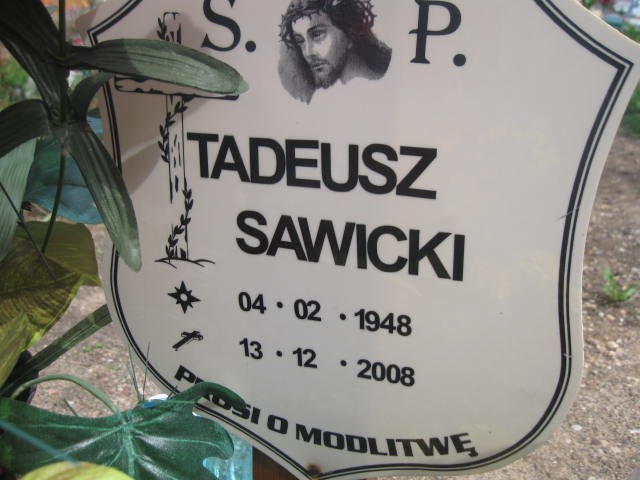 S. P.
TADEUSZ
SAWICKI
04 • 02 • 1948
13 • 12 • 2008
PROSI O MODLITWĘ